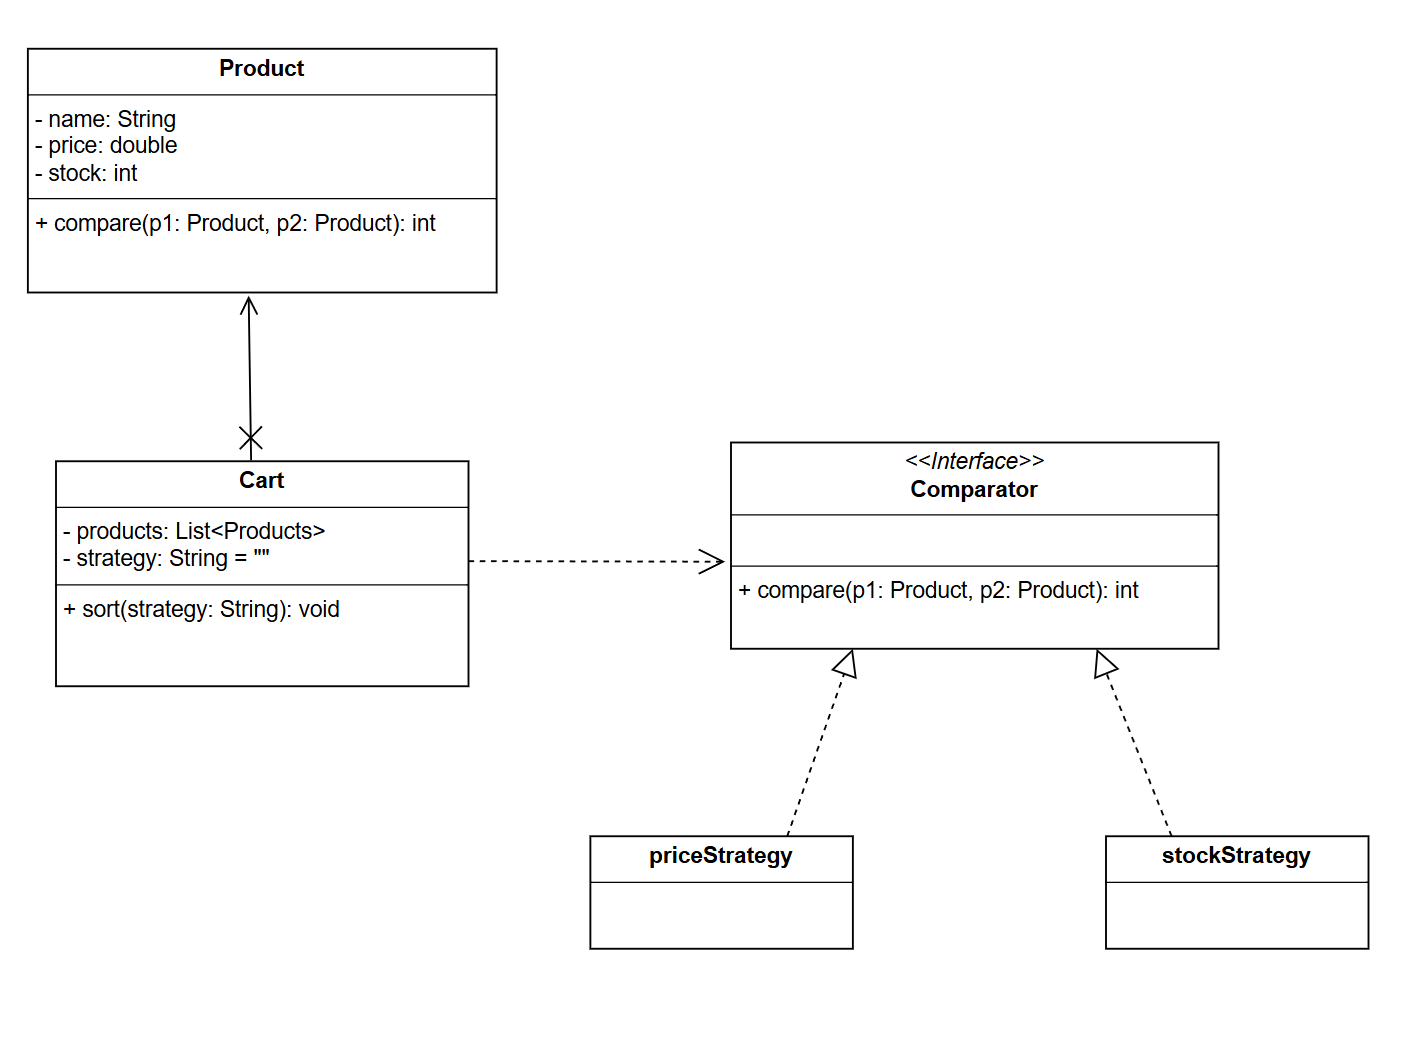 Product
- name: String
- price: double
- stock: int
+ compare(p1: Product, p2: Product): int
Cart
- products: List<Products>
- strategy: String = ""
+ sort(strategy: String): void
<<Interface>>
Comparator
+ compare(p1: Product, p2: Product): int
priceStrategy
stockStrategy